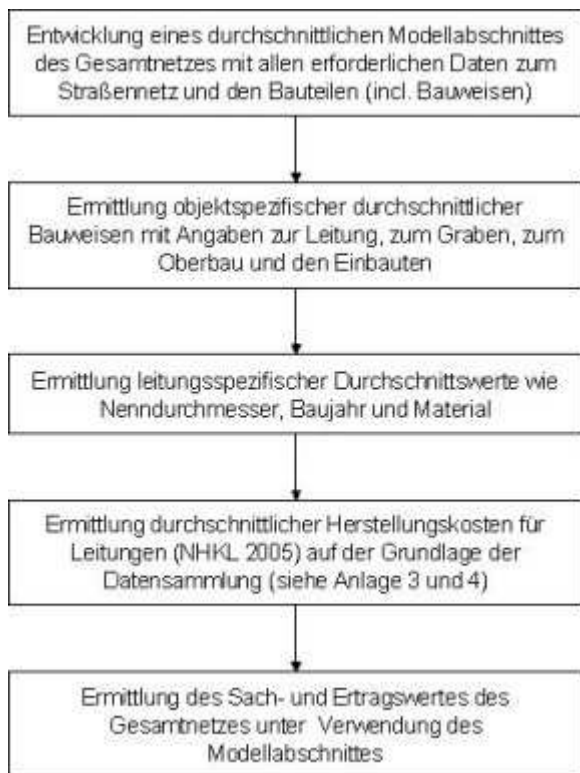 Entwicklung eines durchschnittlichen Modellabschnittes
des Gesamtnetzes mit allen erforderlichen Daten zum
Straßennetz und den Bauteilen (incl. Bauweisen)
Ermittlung objektspezifischer durchschnittlicher
Bauweisen mit Angaben zur Leitung, zum Graben, zum
Oberbau und den Einbauten
Ermittlung leitungsspezifischer Durchschnittswerte wie
Nenndurchmesser, Baujahr und Material
Ermittlung durchschnittlicher Herstellungskosten für
Leitungen (NHKL 2005) auf der Grundlage der
Datensammlung (siehe Anlage 3 und 4)
Ermittlung des Sach- und Ertragswertes des
Gesamtnetzes unter Verwendung des
Modellabschnittes